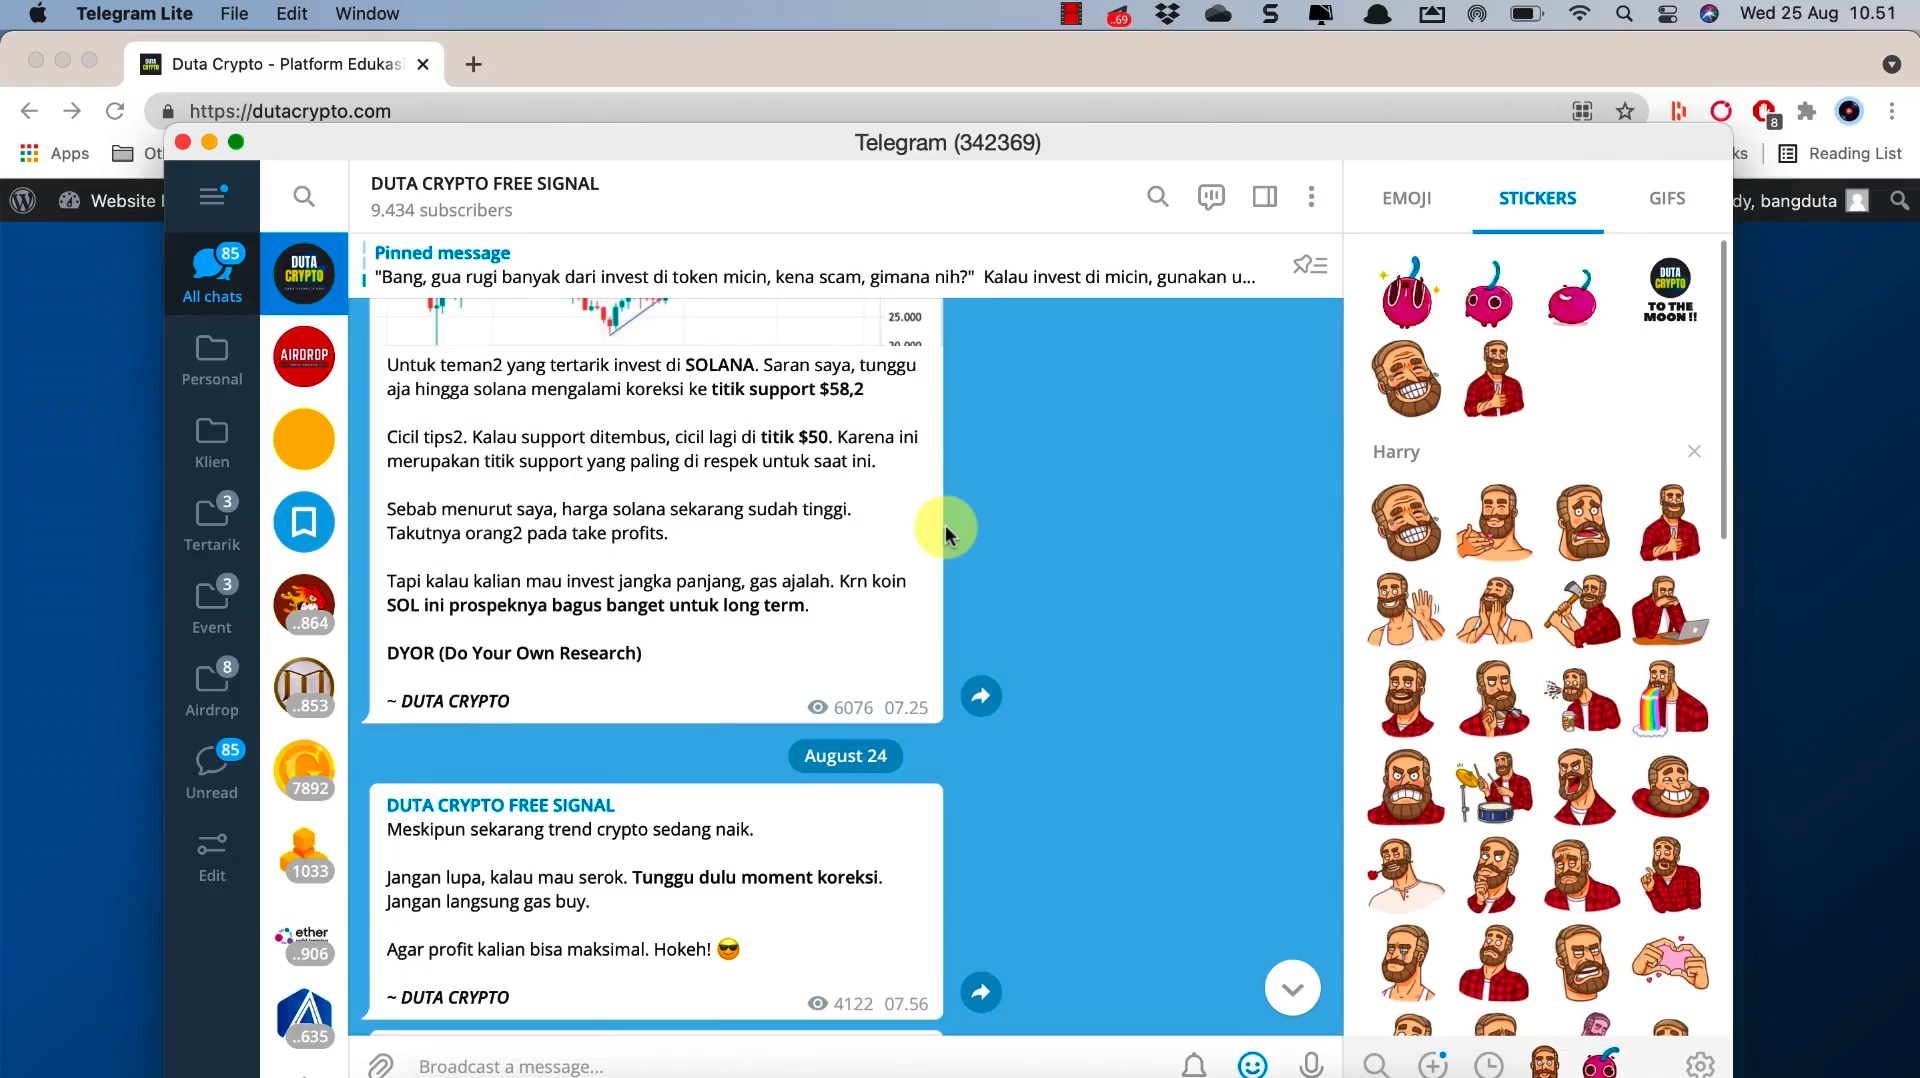 Telegram Lite File Edit Window
..69
Wed 25 Aug 10.51
Duta Crypto - Platform Edukas
https://dutacrypto.com
8
Apps
Reading List
Telegram (342369)
Website
dy, bangduta
DUTA CRYPTO FREE SIGNAL
9.434 subscribers
EMOJI STICKERS GIFS
85
All chats
Personal
Klien
3
Tertarik
3
Event
8
Airdrop
85
Unread
Edit
DUTA CRYPTO
AIRDROP
..864
..853
7892
1033
ether
..906
..635
Pinned message
"Bang, gua rugi banyak dari invest di token micin, kena scam, gimana nih?" Kalau invest di micin, gunakan u...
25.000
Untuk teman2 yang tertarik invest di SOLANA. Saran saya, tunggu
aja hingga solana mengalami koreksi ke titik support $58,2
Cicil tips2. Kalau support ditembus, cicil lagi di titik $50. Karena ini
merupakan titik support yang paling di respek untuk saat ini.
Sebab menurut saya, harga solana sekarang sudah tinggi.
Takutnya orang2 pada take profits.
Tapi kalau kalian mau invest jangka panjang, gas ajalah. Krn koin
SOL ini prospeknya bagus banget untuk long term.
DYOR (Do Your Own Research)
~ DUTA CRYPTO
6076 07.25
August 24
DUTA CRYPTO FREE SIGNAL
Meskipun sekarang trend crypto sedang naik.
Jangan lupa, kalau mau serok. Tunggu dulu moment koreksi.
Jangan langsung gas buy.
Agar profit kalian bisa maksimal. Hokeh! 😎
~ DUTA CRYPTO
4122 07.56
Broadcast a message...
DUTA
CRYPTO
TO THE
MOON !!
Harry